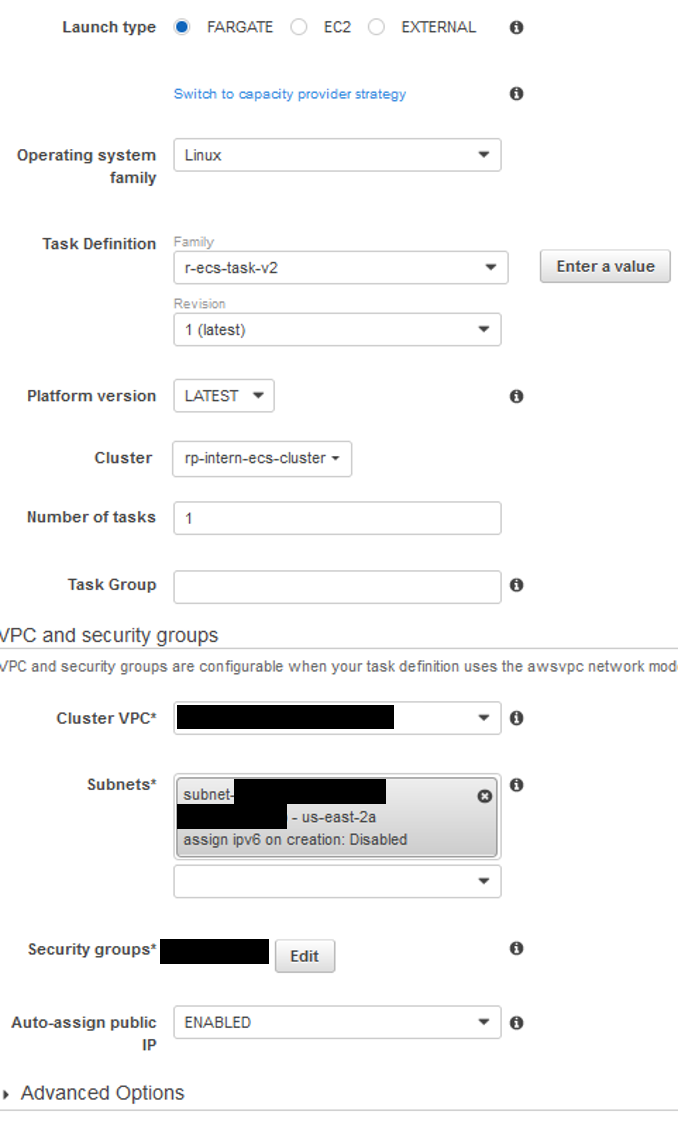 Launch type FARGATE EC2 EXTERNAL
Switch to capacity provider strategy
Operating system family Linux
Task Definition Family
r-ecs-task-v2 Enter a value
Revision
1 (latest)
Platform version LATEST
Cluster rp-intern-ecs-cluster
Number of tasks 1
Task Group
VPC and security groups
VPC and security groups are configurable when your task definition uses the awsvpc network mod
Cluster VPC*
Subnets*
subnet-
- us-east-2a
assign ipv6 on creation: Disabled
Security groups* Edit
Auto-assign public IP ENABLED
Advanced Options